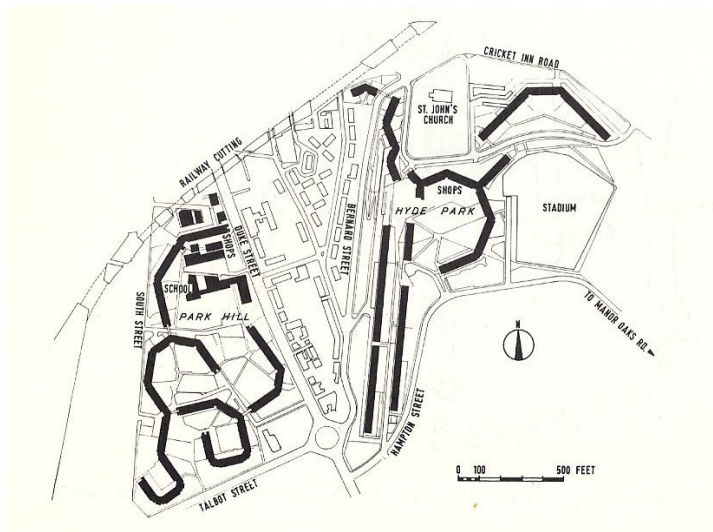 CRICKET INN ROAD
ST. JOHN'S
CHURCH
RAILWAY CUTTING
SHOPS
HYDE PARK
STADIUM
BERNARD STREET
DUKE STREET
SHOPS
SCHOOL
PARK HILL
SOUTH STREET
TO MANOR OAKS RD.
N
HAMPTON STREET
0 100 500 FEET
TALBOT STREET